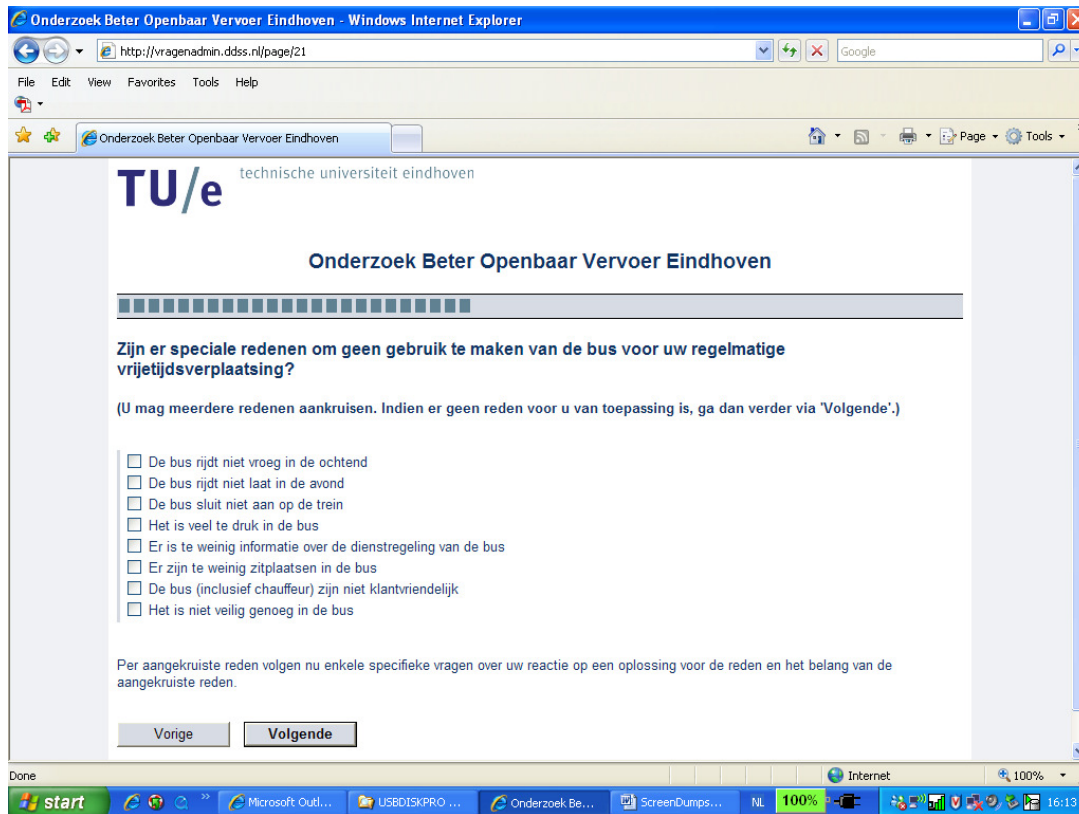 Onderzoek Beter Openbaar Vervoer Eindhoven - Windows Internet Explorer
http://vragenadmin.ddss.nl/page/21
Google
File Edit View Favorites Tools Help
Onderzoek Beter Openbaar Vervoer Eindhoven
Page Tools
TU/e technische universiteit eindhoven
Onderzoek Beter Openbaar Vervoer Eindhoven
Zijn er speciale redenen om geen gebruik te maken van de bus voor uw regelmatige
vrijetijdsverplaatsing?
(U mag meerdere redenen aankruisen. Indien er geen reden voor u van toepassing is, ga dan verder via 'Volgende'.)
De bus rijdt niet vroeg in de ochtend
De bus rijdt niet laat in de avond
De bus sluit niet aan op de trein
Het is veel te druk in de bus
Er is te weinig informatie over de dienstregeling van de bus
Er zijn te weinig zitplaatsen in de bus
De bus (inclusief chauffeur) zijn niet klantvriendelijk
Het is niet veilig genoeg in de bus
Per aangekruiste reden volgen nu enkele specifieke vragen over uw reactie op een oplossing voor de reden en het belang van de
aangekruiste reden.
Vorige Volgende
Done Internet 100%
start » Microsoft Outl... USBDISKPRO ... Onderzoek Be... ScreenDumps... NL 100% 16:13